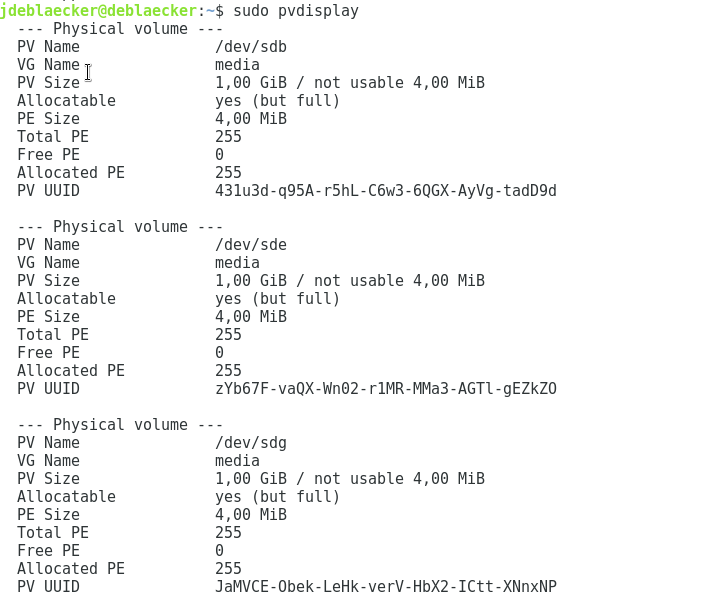 jdeblaecker@deblaecker:~$ sudo pvdisplay
--- Physical volume ---
PV Name /dev/sdb
VG Name media
PV Size 1,00 GiB / not usable 4,00 MiB
Allocatable yes (but full)
PE Size 4,00 MiB
Total PE 255
Free PE 0
Allocated PE 255
PV UUID 431u3d-q95A-r5hL-C6w3-6QGX-AyVg-tadD9d
--- Physical volume ---
PV Name /dev/sde
VG Name media
PV Size 1,00 GiB / not usable 4,00 MiB
Allocatable yes (but full)
PE Size 4,00 MiB
Total PE 255
Free PE 0
Allocated PE 255
PV UUID zYb67F-vaQX-Wn02-r1MR-MMa3-AGTl-gEZkZO
--- Physical volume ---
PV Name /dev/sdg
VG Name media
PV Size 1,00 GiB / not usable 4,00 MiB
Allocatable yes (but full)
PE Size 4,00 MiB
Total PE 255
Free PE 0
Allocated PE 255
PV UUID JaMVCE-Obek-LeHk-verV-HbX2-ICtt-XNnxNP